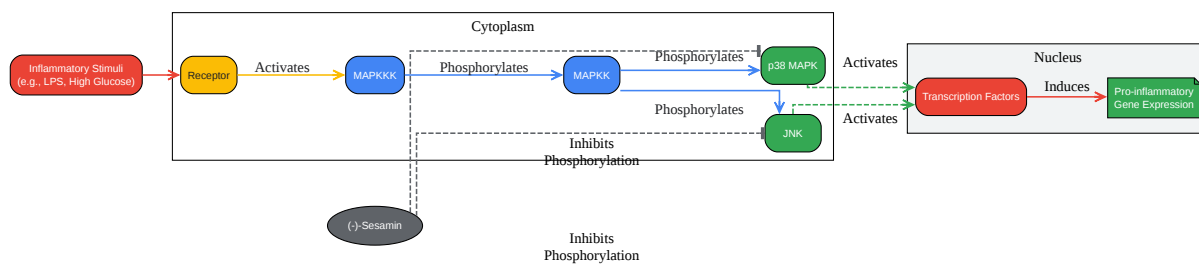 Cytoplasm
Inflammatory Stimuli
(e.g., LPS, High Glucose)
Receptor
Activates
MAPKKK
Phosphorylates
MAPKK
Phosphorylates
p38 MAPK
Phosphorylates
JNK
Activates
Activates
Nucleus
Transcription Factors
Induces
Pro-inflammatory
Gene Expression
Inhibits
Phosphorylation
(-)-Sesamin
Inhibits
Phosphorylation